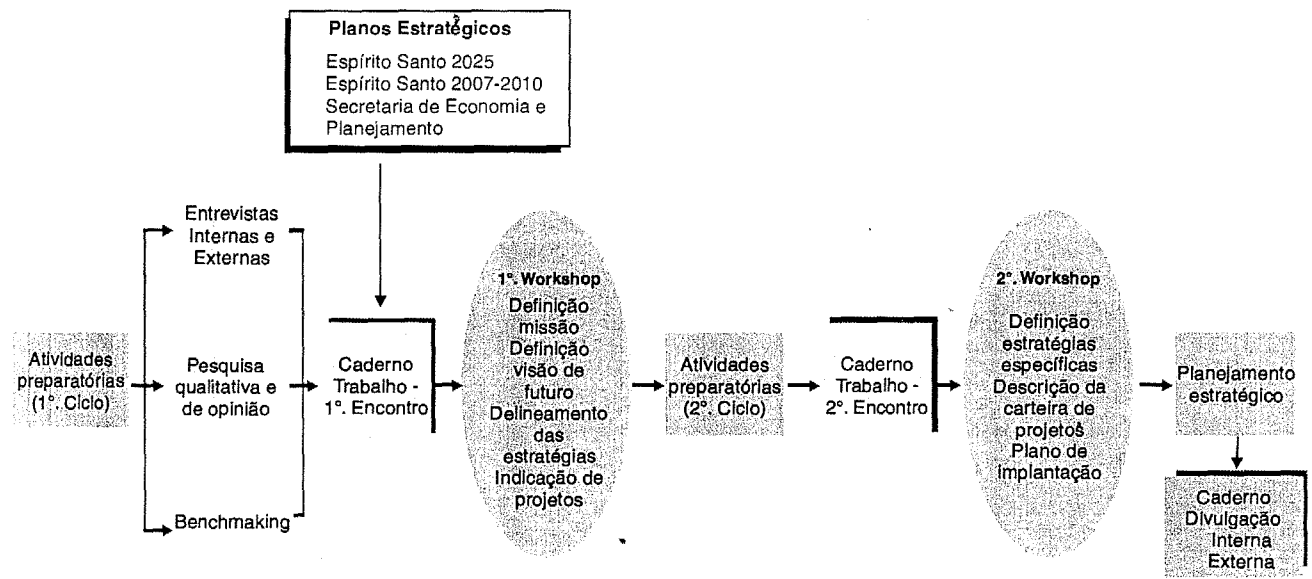 Planos Estratégicos
Espírito Santo 2025
Espírito Santo 2007-2010
Secretaria de Economia e
Planejamento
Atividades
preparatórias
(1°. Ciclo)
Entrevistas
Internas e
Externas
Pesquisa
qualitativa e
de opinião
Benchmaking
Caderno
Trabalho -
1°. Encontro
1°. Workshop
Definição
missão
Definição
visão de
futuro
Delineamento
das
estratégias
Indicação de
projetos
Atividades
preparatórias
(2°. Ciclo)
Caderno
Trabalho -
2°. Encontro
2°. Workshop
Definição
estratégias
específicas
Descrição da
carteira de
projetos
Plano de
Implantação
Planejamento
estratégico
Caderno
Divulgação
Interna
Externa